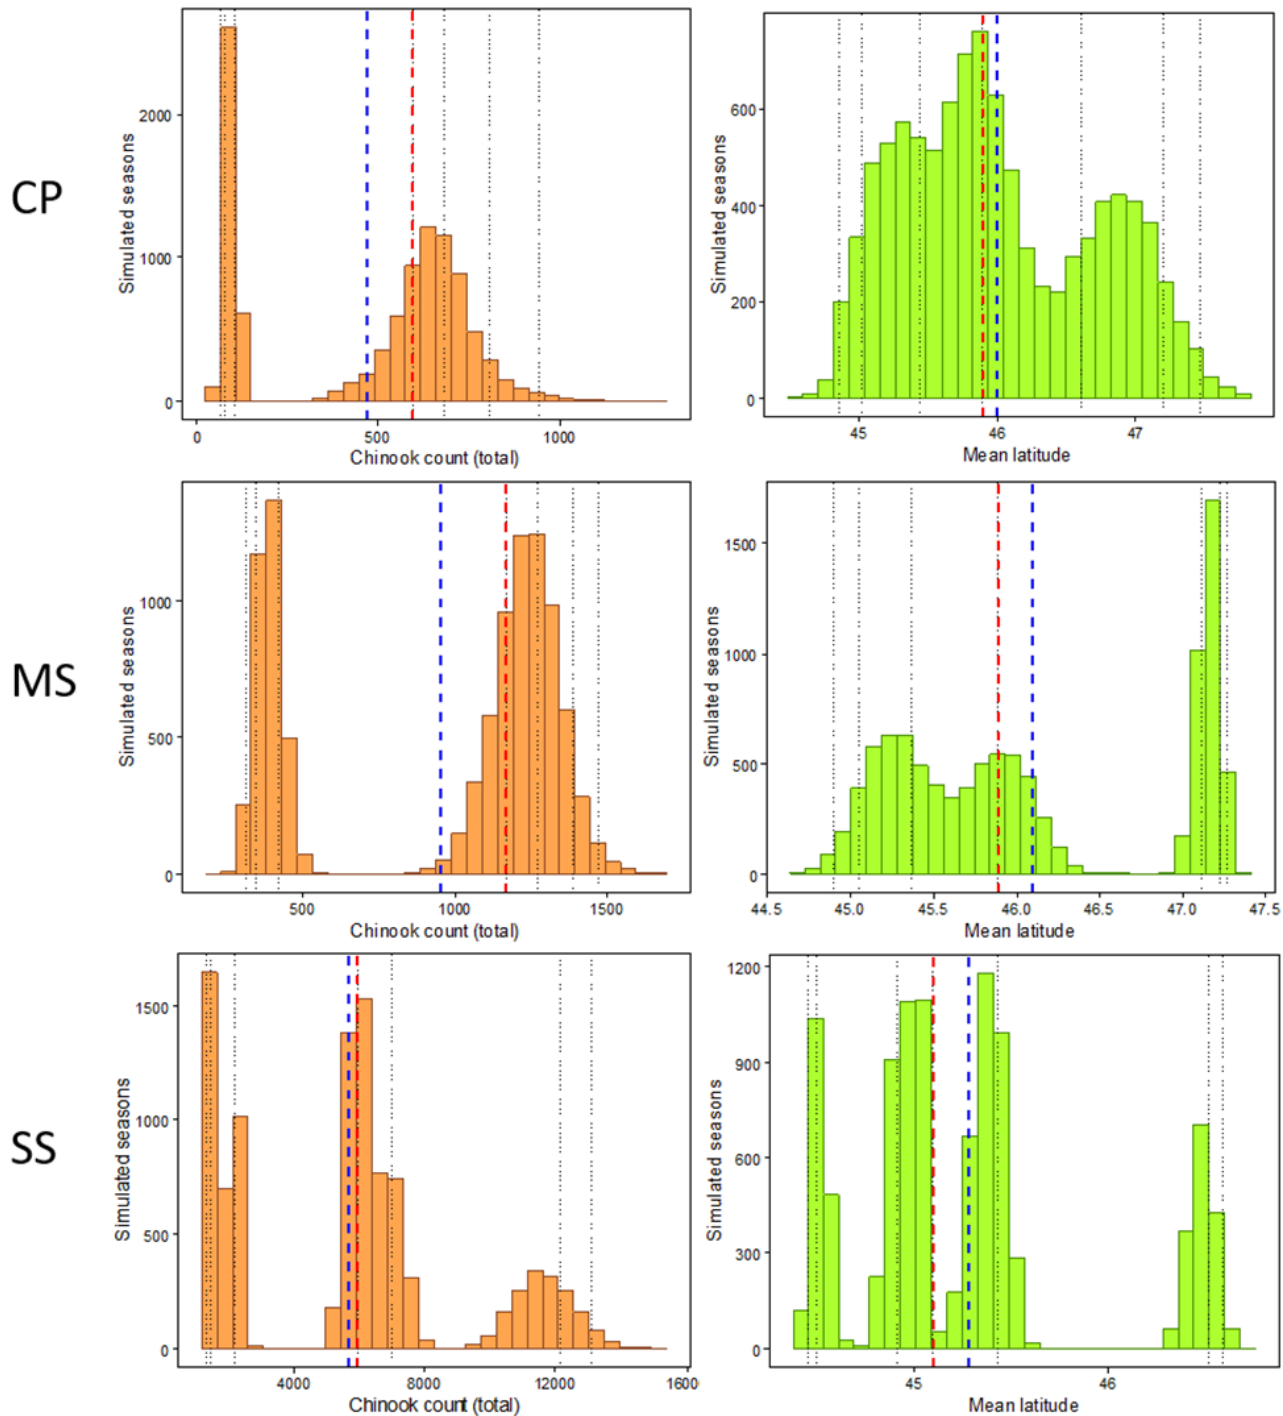 CP
Simulated seasons
2000
1000
0
0 500 1000
Chinook count (total)
Simulated seasons
600
400
200
0
45 46 47
Mean latitude
MS
Simulated seasons
1000
500
0
500 1000 1500
Chinook count (total)
Simulated seasons
1500
1000
500
0
44.5 45.0 45.5 46.0 46.5 47.0 47.5
Mean latitude
SS
Simulated seasons
1500
1000
500
0
4000 8000 12000 1600
Chinook count (total)
Simulated seasons
1200
900
600
300
0
45 46
Mean latitude